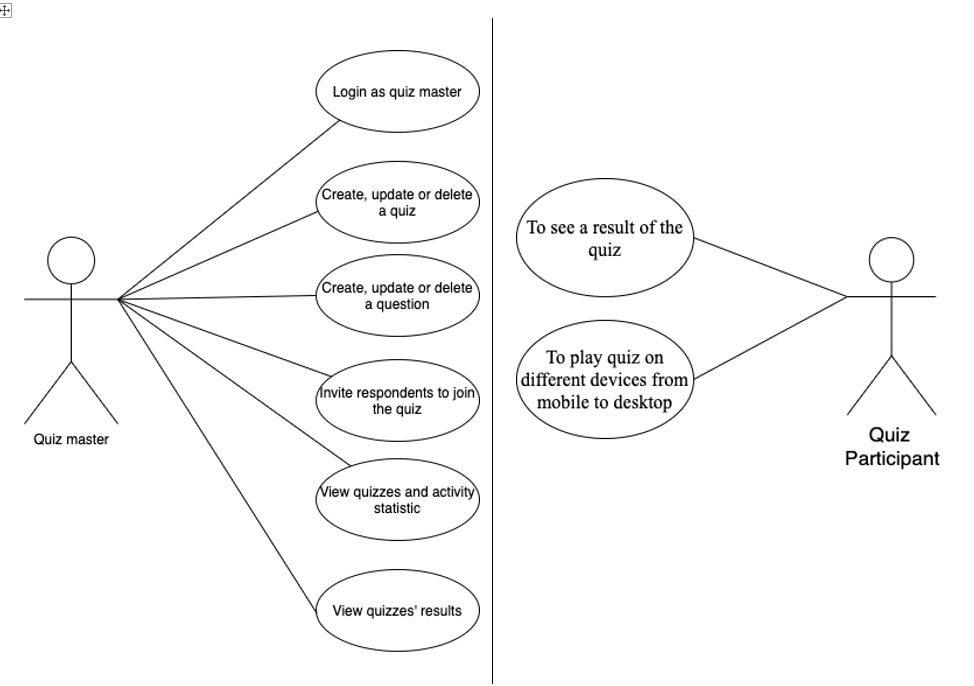 Login as quiz master
Create, update or delete
a quiz
Create, update or delete
a question
Invite respondents to join
the quiz
View quizzes and activity
statistic
View quizzes' results
Quiz master
To see a result of the
quiz
To play quiz on
different devices from
mobile to desktop
Quiz
Participant